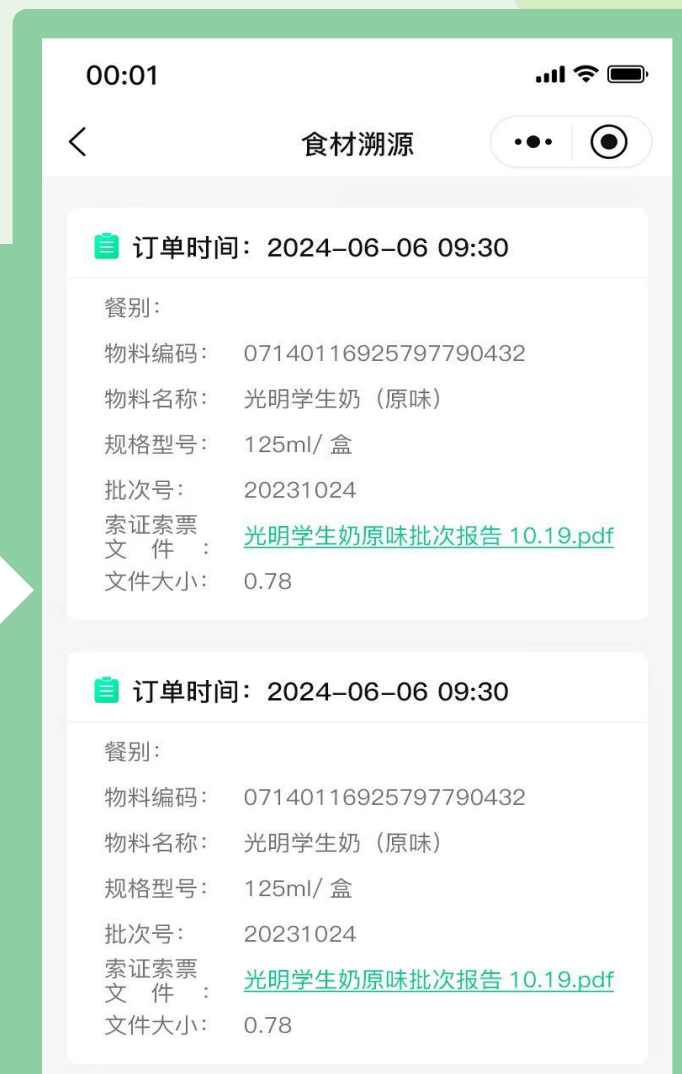 00:01
食材溯源
订单时间：2024-06-06 09:30
餐别：
物料编码： 07140116925797790432
物料名称： 光明学生奶（原味）
规格型号： 125ml/ 盒
批次号： 20231024
索证索票
文 件 ： 光明学生奶原味批次报告 10.19.pdf
文件大小： 0.78
订单时间：2024-06-06 09:30
餐别：
物料编码： 07140116925797790432
物料名称： 光明学生奶（原味）
规格型号： 125ml/ 盒
批次号： 20231024
索证索票
文 件 ： 光明学生奶原味批次报告 10.19.pdf
文件大小： 0.78